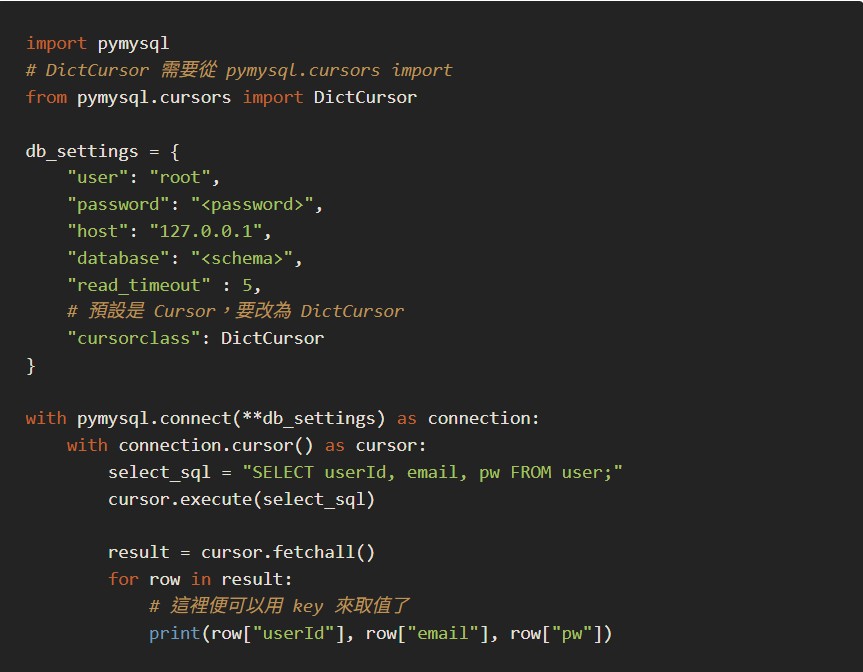 import pymysql
# DictCursor 需要從 pymysql.cursors import
from pymysql.cursors import DictCursor

db_settings = {
    "user": "root",
    "password": "<password>",
    "host": "127.0.0.1",
    "database": "<schema>",
    "read_timeout" : 5,
    # 預設是 Cursor，要改為 DictCursor
    "cursorclass": DictCursor
}

with pymysql.connect(**db_settings) as connection:
    with connection.cursor() as cursor:
        select_sql = "SELECT userId, email, pw FROM user;"
        cursor.execute(select_sql)

        result = cursor.fetchall()
        for row in result:
            # 這裡便可以用 key 來取值了
            print(row["userId"], row["email"], row["pw"])